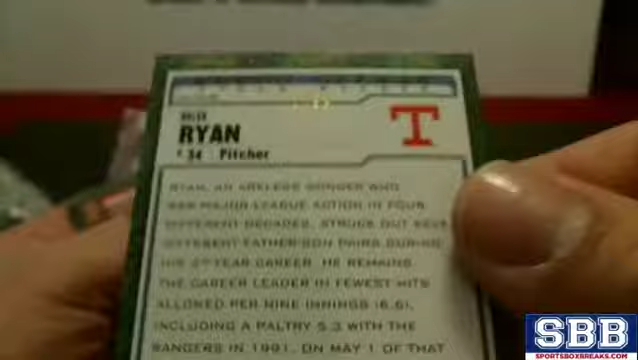 RYAN
# 34 Pitcher
T
RYAN, AN AGELESS WONDER WHO
SAW MAJOR-LEAGUE ACTION IN FOUR
DIFFERENT DECADES, STRUCK OUT
DIFFERENT FATHER-SON PAIRS DURING
HIS 27-YEAR CAREER. HE REMAINS
THE CAREER LEADER IN FEWEST HITS
ALLOWED PER NINE INNINGS (6.6),
INCLUDING A PALTRY 5.3 WITH THE
RANGERS IN 1991. ON MAY 1 OF THAT
SBB
SPORTSBOXBREAKS.COM